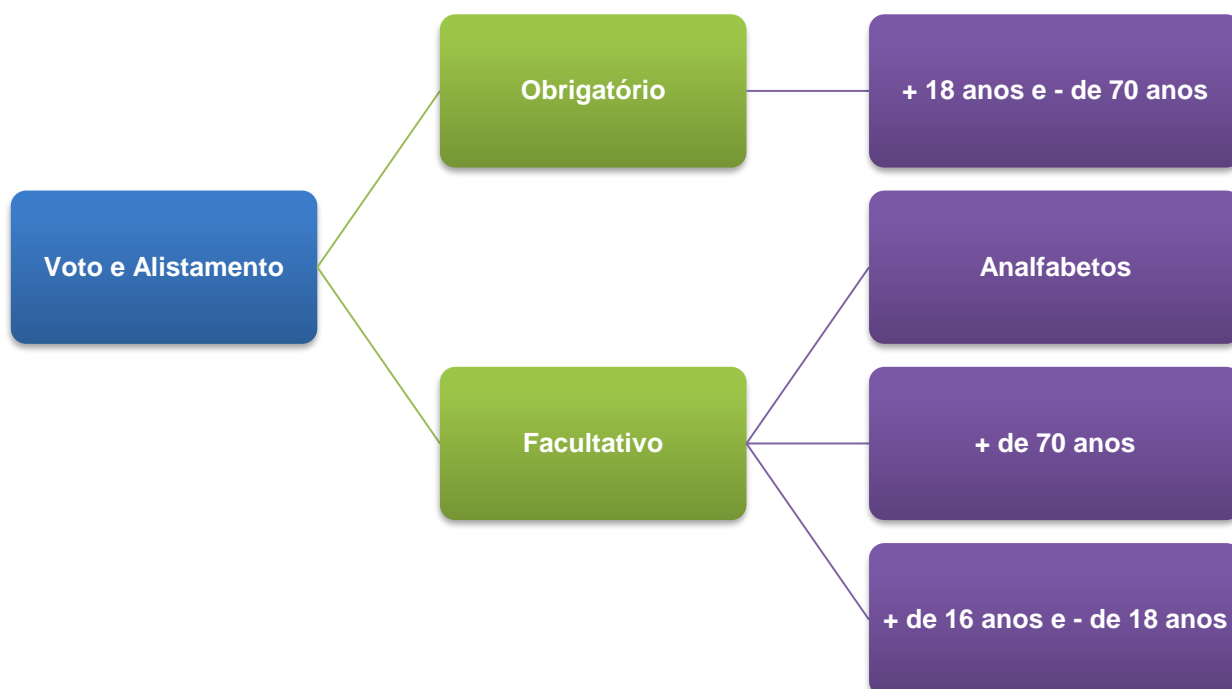 Voto e Alistamento
Obrigatório
+ 18 anos e - de 70 anos
Facultativo
Analfabetos
+ de 70 anos
+ de 16 anos e - de 18 anos